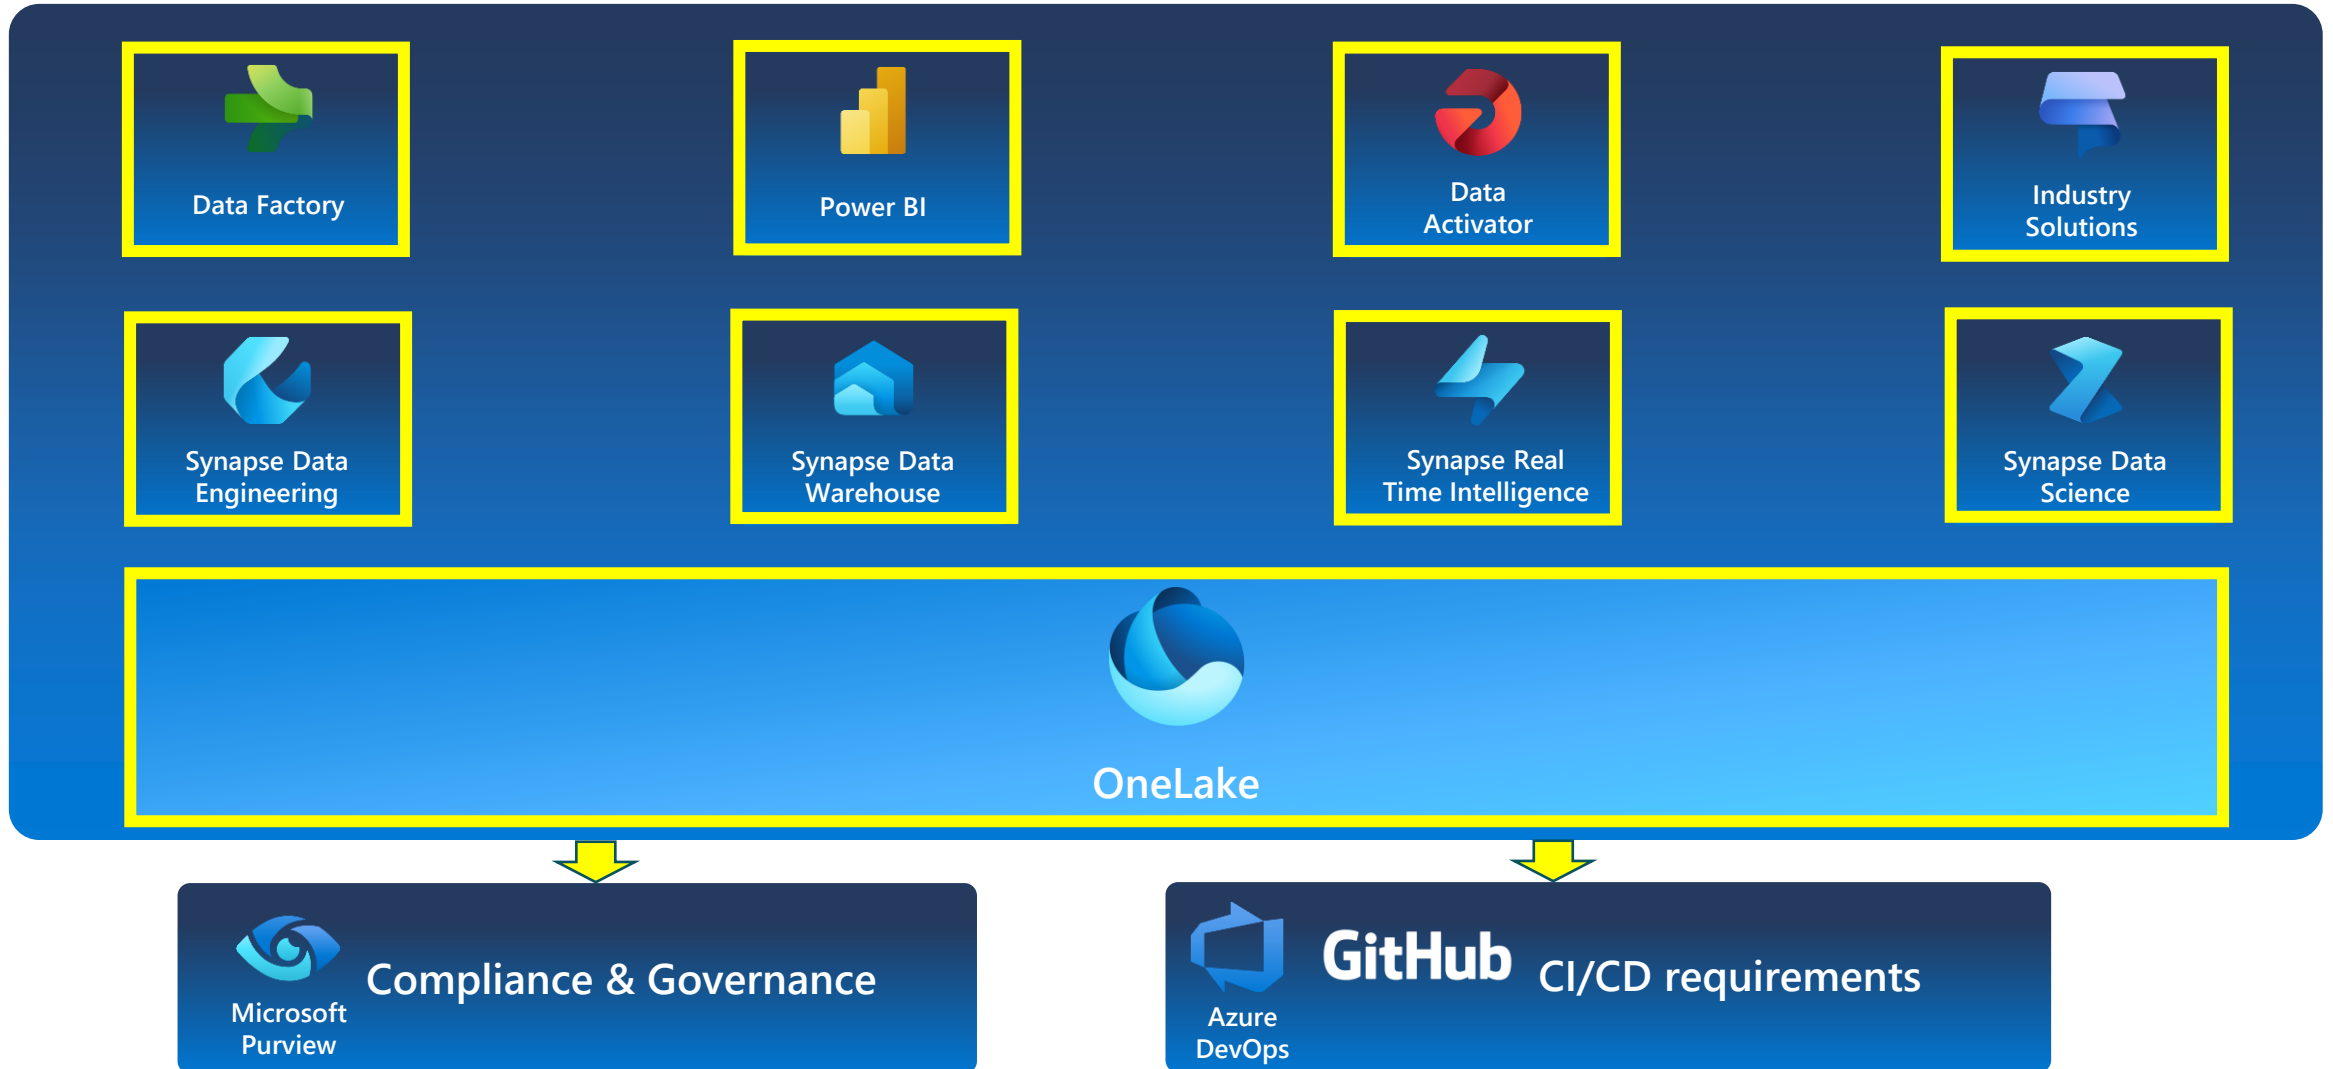 Data Factory
Power BI
Data
Activator
Industry
Solutions
Synapse Data
Engineering
Synapse Data
Warehouse
Synapse Real
Time Intelligence
Synapse Data
Science
OneLake
Microsoft
Purview
Compliance & Governance
Azure
DevOps
GitHub
CI/CD requirements